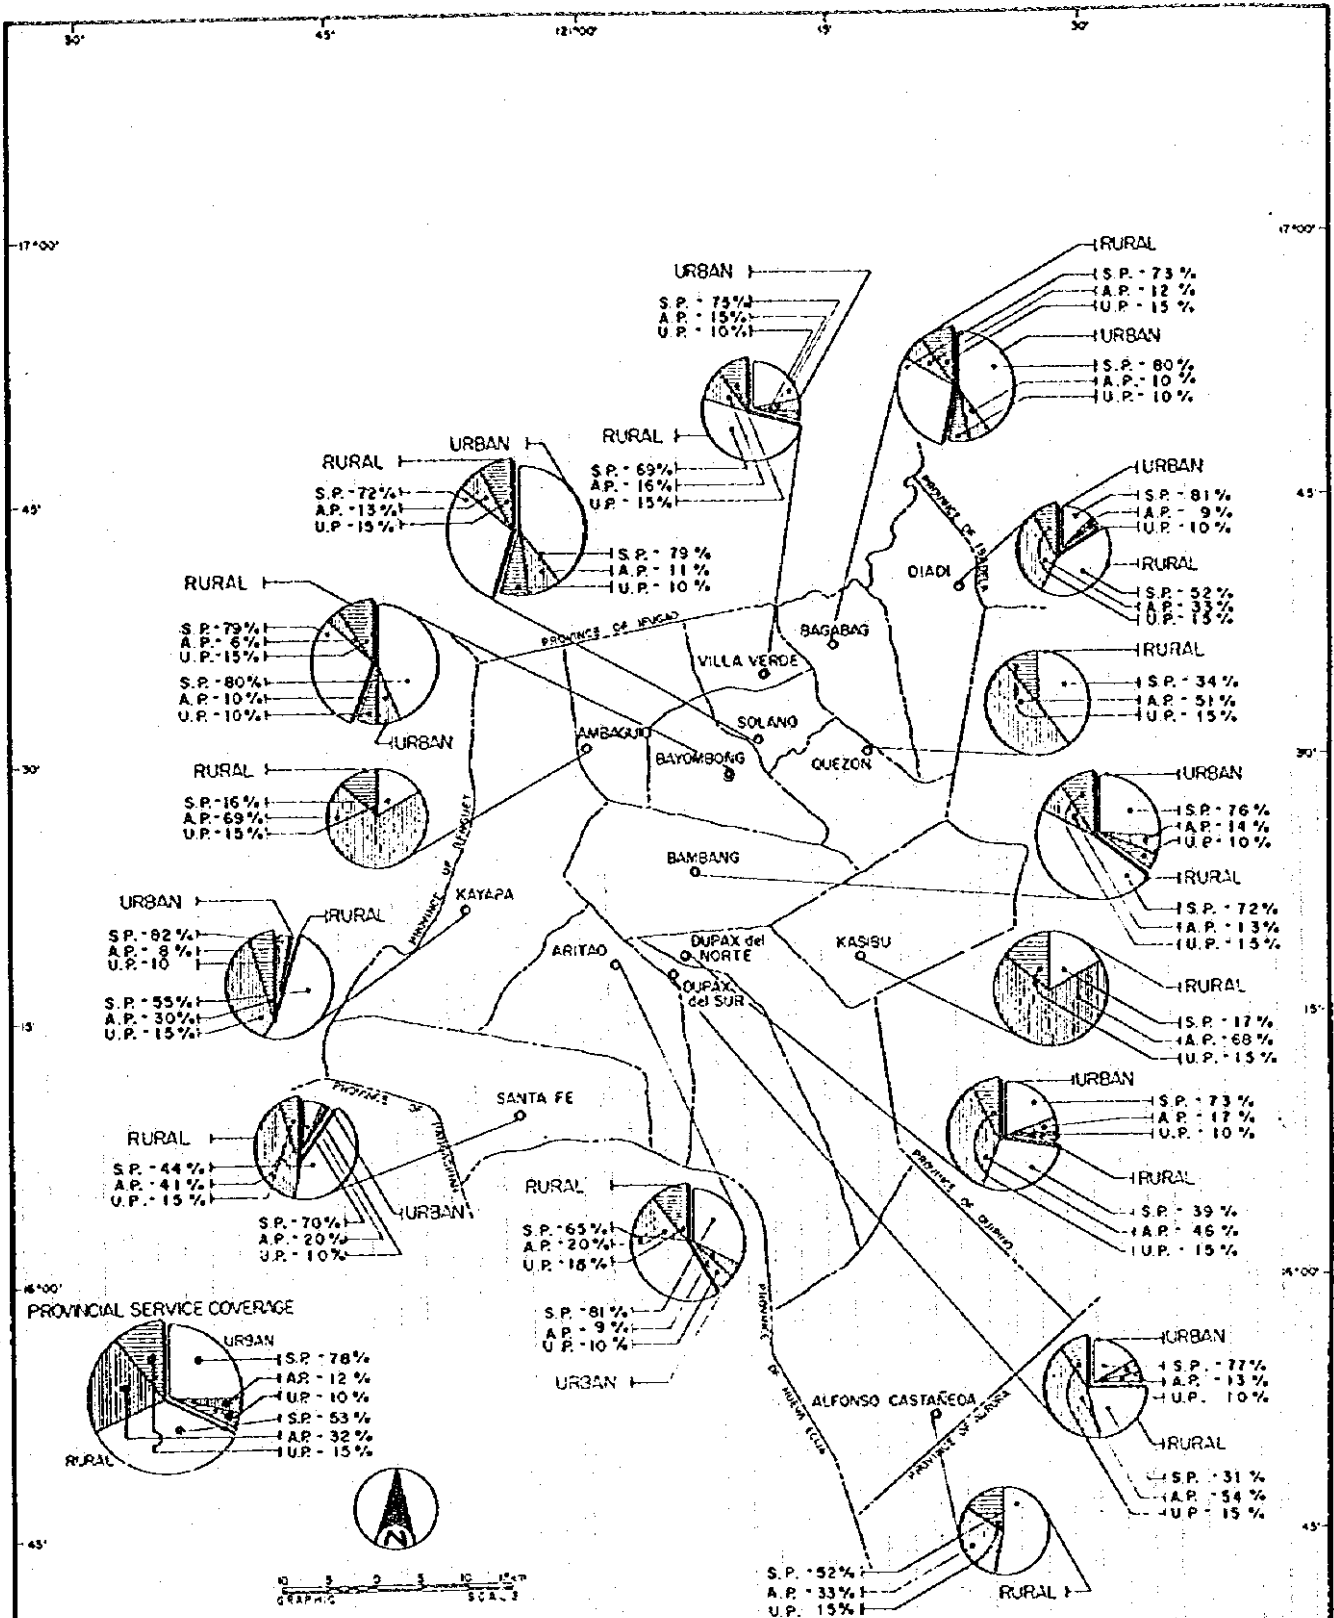 30'
45'
121°00'
15'
30'
17°00'
17°00'
RURAL
S.P. - 73 %
A.P. - 12 %
U.P. - 15 %
URBAN
S.P. - 80%
A.P. - 10 %
U.P. - 10 %
URBAN
S.P. - 75%
A.P. - 15%
U.P. - 10%
RURAL
S.P. - 69%
A.P. - 16%
U.P. - 15%
URBAN
RURAL
S.P. - 72%
A.P. - 13%
U.P. - 15%
S.P. - 79 %
A.P. - 11 %
U.P. - 10 %
URBAN
S.P. - 81 %
A.P. - 9 %
U.P. - 10 %
RURAL
S.P. - 52 %
A.P. - 33 %
U.P. - 15 %
45'
45'
RURAL
S.P. - 79%
A.P. - 6%
U.P. - 15%
S.P. - 80%
A.P. - 10%
U.P. - 10%
URBAN
PROVINCE OF IFUGAO
PROVINCE OF ISABELA
DIADI
BAGABAG
VILLA VERDE
SOLANO
AMBAGUIO
BAYOMBONG
QUEZON
RURAL
S.P. - 34 %
A.P. - 51 %
U.P. - 15 %
30'
30'
RURAL
S.P. - 16 %
A.P. - 69%
U.P. - 15%
PROVINCE OF BENGUET
URBAN
S.P. - 76%
A.P. - 14 %
U.P. - 10 %
RURAL
S.P. - 72 %
A.P. - 13%
U.P. - 15%
BAMBANG
KAYAPA
URBAN
RURAL
S.P. - 82%
A.P. - 8%
U.P. - 10
S.P. - 55%
A.P. - 30%
U.P. - 15%
ARITAO
DUPAX del
NORTE
DUPAX
del SUR
KASIBU
RURAL
S.P. - 17 %
A.P. - 68 %
U.P. - 15 %
15'
15'
PROVINCE OF
SANTA FE
RURAL
S.P. - 44 %
A.P. - 41 %
U.P. - 15 %
URBAN
S.P. - 70%
A.P. - 20%
U.P. - 10%
URBAN
S.P. - 73 %
A.P. - 17 %
U.P. - 10 %
RURAL
S.P. - 39 %
A.P. - 46 %
U.P. - 15 %
PROVINCE OF QUIRINO
RURAL
S.P. - 65%
A.P. - 20%
U.P. - 15%
S.P. - 81%
A.P. - 9 %
U.P. - 10 %
URBAN
16°00'
16°00'
PROVINCIAL SERVICE COVERAGE
URBAN
S.P. - 78%
A.P. - 12 %
U.P. - 10 %
S.P. - 53 %
A.P. - 32 %
U.P. - 15%
RURAL
PROVINCE OF NUEVA ECIJA
ALFONSO CASTAÑEDA
PROVINCE OF AURORA
URBAN
S.P. - 77%
A.P. - 13%
U.P. 10%
RURAL
S.P. - 31 %
A.P. - 54 %
U.P. - 15 %
N
45'
45'
10 5 0 5 10
GRAPHIC SCALE
S.P. - 52%
A.P. - 33%
U.P. 15%
RURAL